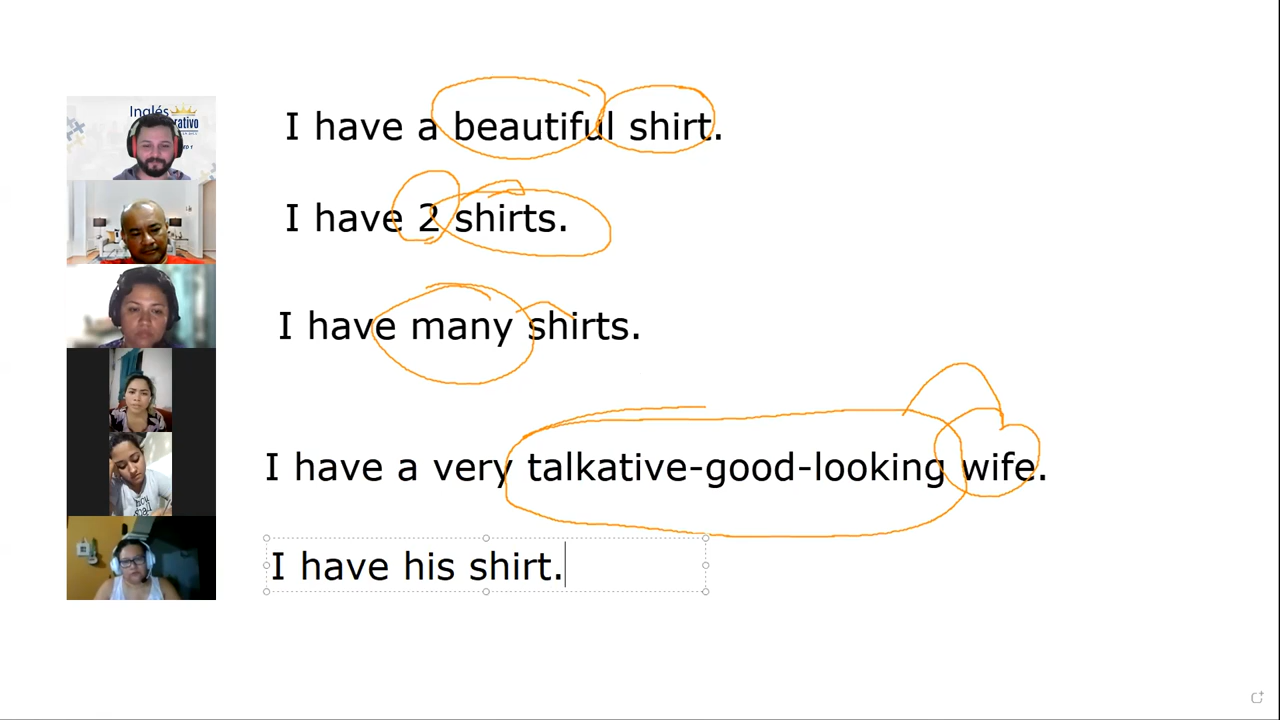 Inglés
I have a beautiful shirt.
I have 2 shirts.
I have many shirts.
I have a very talkative-good-looking wife.
I have his shirt.